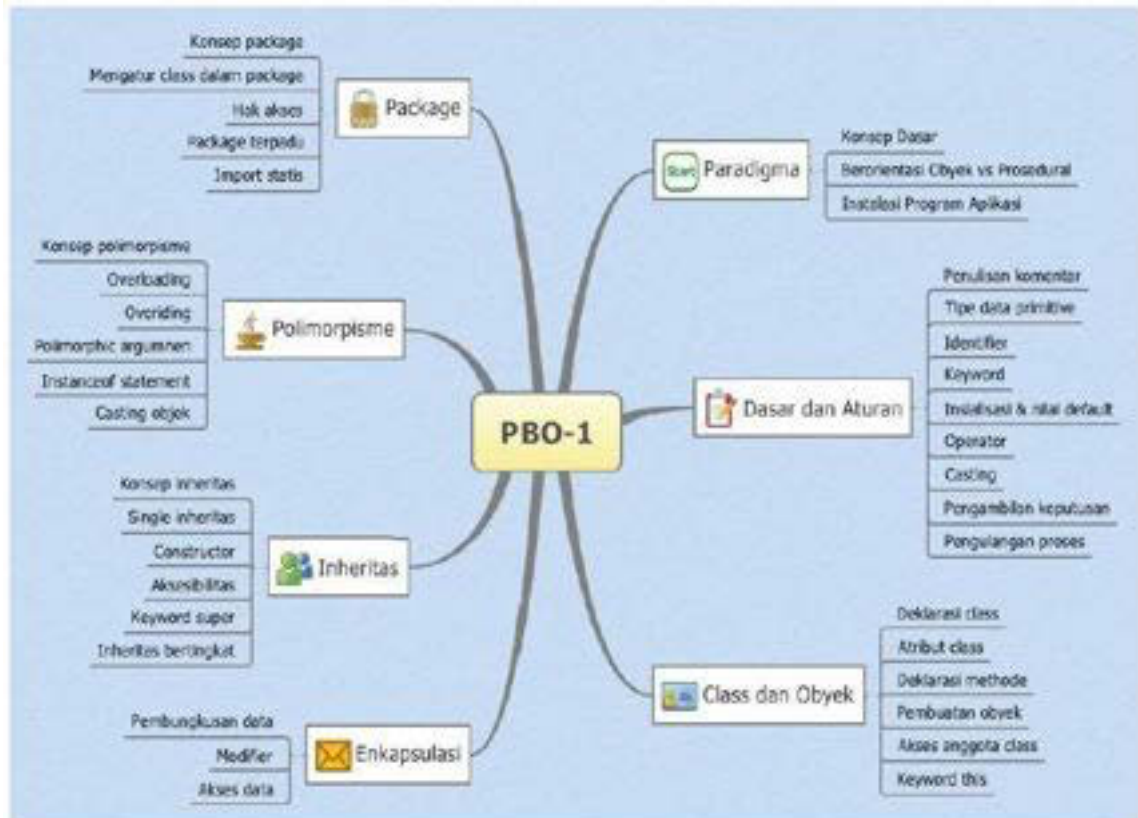 PBO-1
Paradigma
Konsep Dasar
Berorientasi Obyek vs Prosedural
Instalasi Program Aplikasi
Dasar dan Aturan
Penulisan komentar
Tipe data primitive
Identifier
Keyword
Insialisasi & nilai default
Operator
Casting
Pengambilan keputusan
Pengulangan proses
Class dan Obyek
Deklarasi class
Atribut class
Deklarasi methode
Pembuatan obyek
Akses anggota class
Keyword this
Enkapsulasi
Pembungkusan data
Modifier
Akses data
Inheritas
Konsep inheritas
Single inheritas
Constructor
Aksesibilitas
Keyword super
Inheritas bertingkat
Polimorpisme
Konsep polimorpisme
Overloading
Overiding
Polimorphic argumnen
Instanceof statement
Casting objek
Package
Konsep package
Mengatur class dalam package
Hak akses
Package terpadu
Import statis
Start